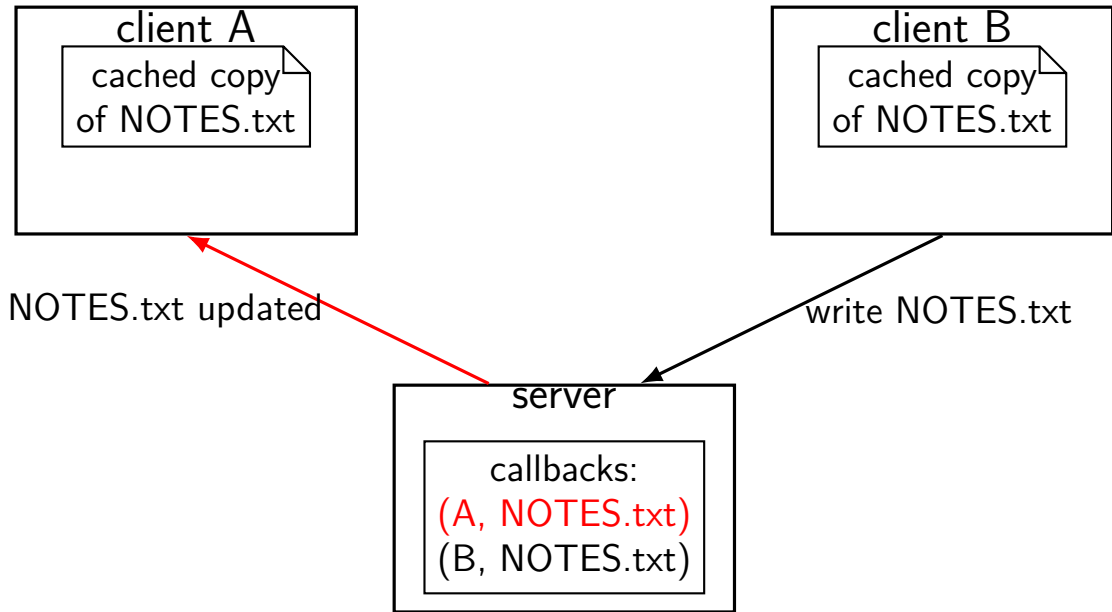 client A
cached copy
of NOTES.txt
client B
cached copy
of NOTES.txt
NOTES.txt updated
write NOTES.txt
server
callbacks:
(A, NOTES.txt)
(B, NOTES.txt)